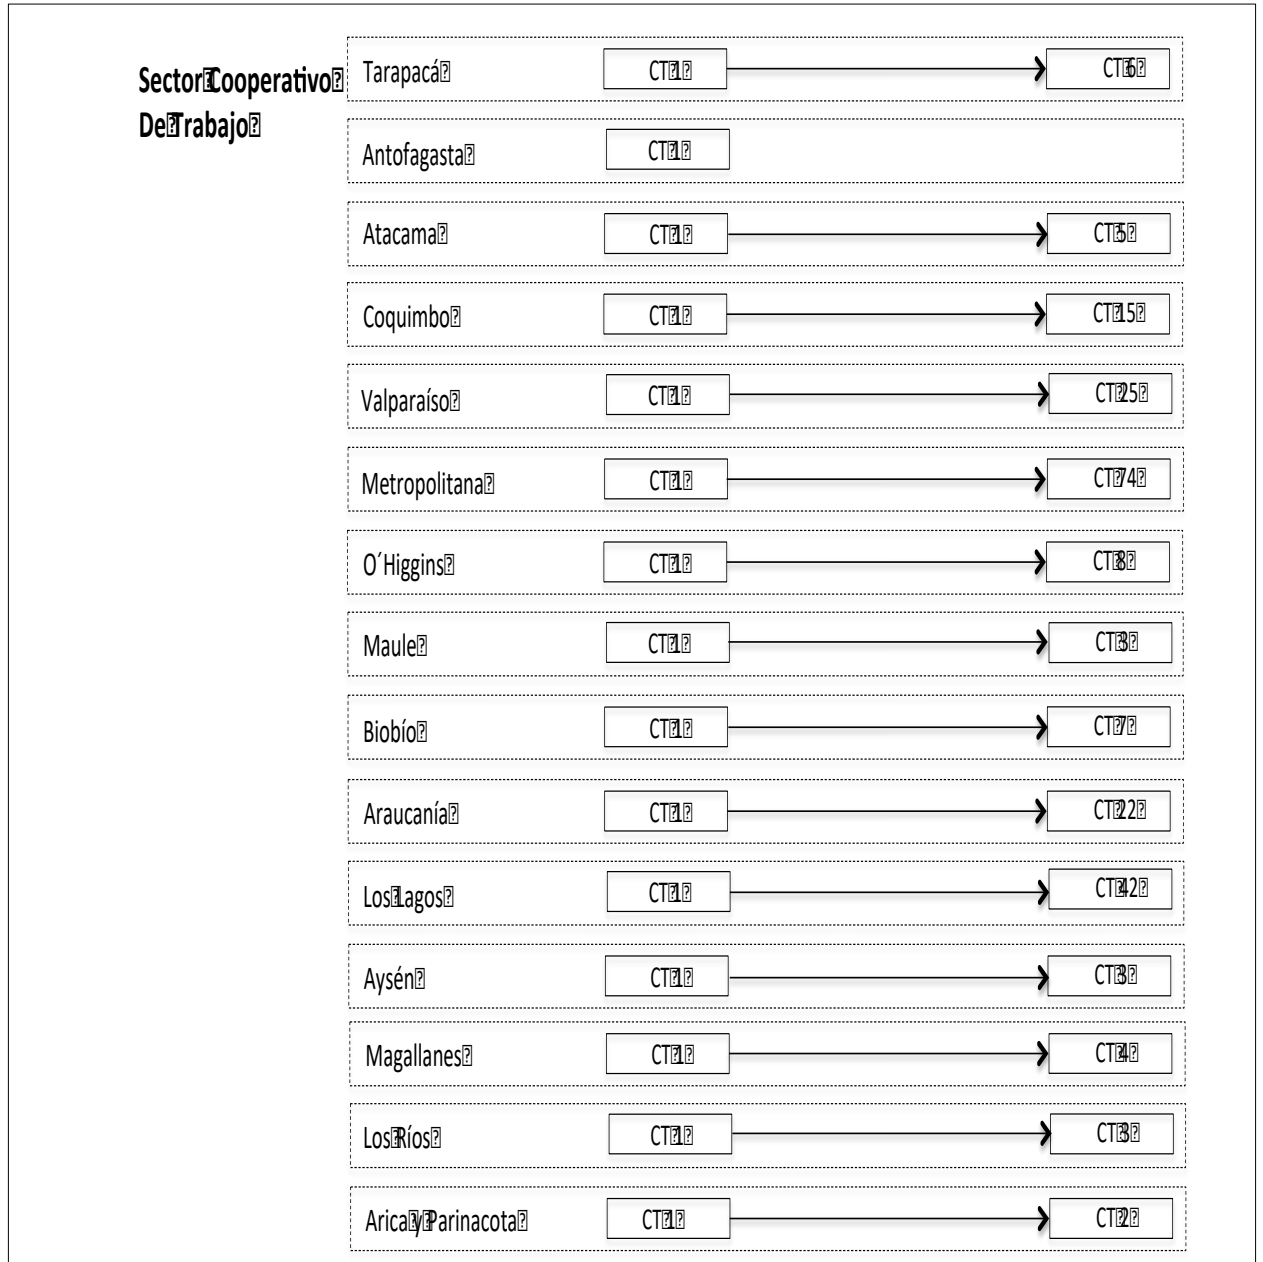 Sector Cooperativo
De Trabajo
Tarapacá CT 1 CT 6
Antofagasta CT 1
Atacama CT 1 CT 5
Coquimbo CT 1 CT 15
Valparaíso CT 1 CT 25
Metropolitana CT 1 CT 74
O´Higgins CT 1 CT 8
Maule CT 1 CT 3
Biobío CT 1 CT 7
Araucanía CT 1 CT 22
Los Lagos CT 1 CT 42
Aysén CT 1 CT 3
Magallanes CT 1 CT 4
Los Ríos CT 1 CT 3
Arica y Parinacota CT 1 CT 2